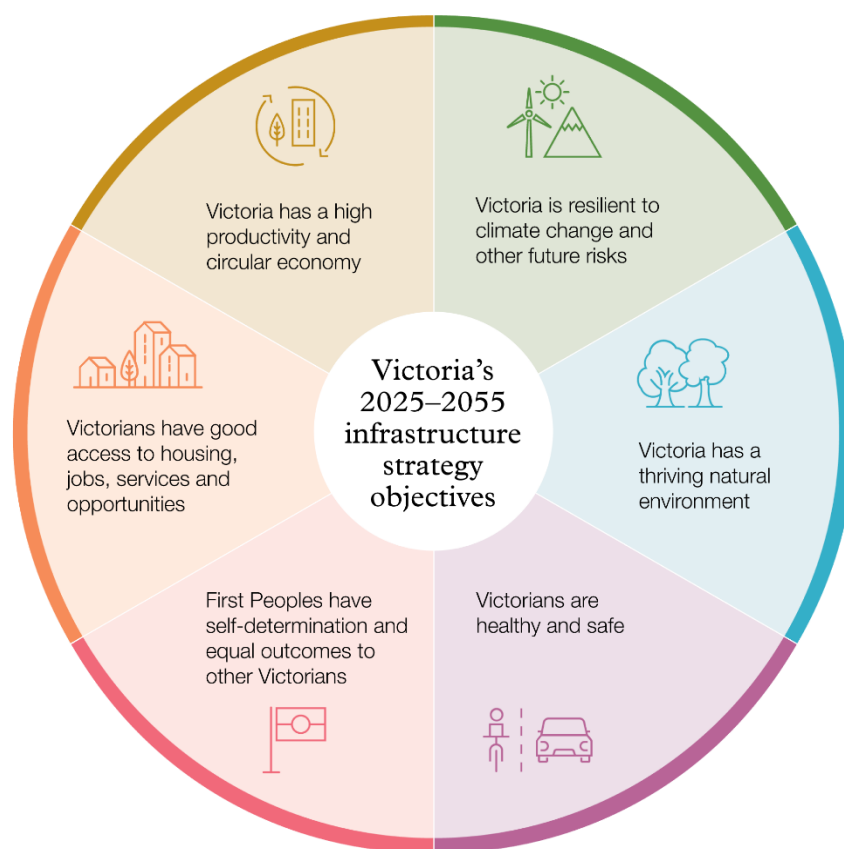 Victoria's
2025–2055
infrastructure
strategy
objectives
Victoria has a high
productivity and
circular economy
Victoria is resilient to
climate change and
other future risks
Victoria has a
thriving natural
environment
Victorians are
healthy and safe
First Peoples have
self-determination and
equal outcomes to
other Victorians
Victorians have good
access to housing,
jobs, services and
opportunities